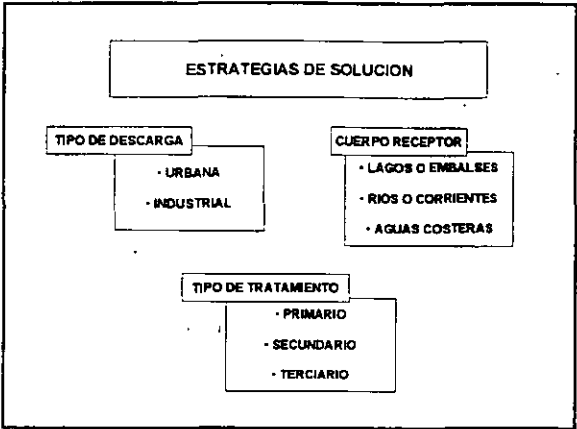 ESTRATEGIAS DE SOLUCION
TIPO DE DESCARGA
- URBANA
- INDUSTRIAL
CUERPO RECEPTOR
- LAGOS O EMBALSES
- RIOS O CORRIENTES
- AGUAS COSTERAS
TIPO DE TRATAMIENTO
- PRIMARIO
- SECUNDARIO
- TERCIARIO